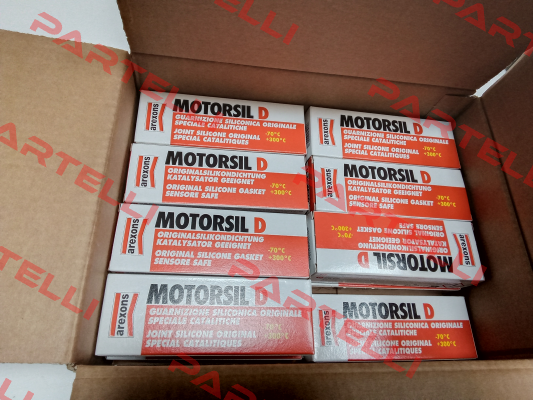 PARTELLI
arexons
MOTORSIL D
GUARNIZIONE SILICONICA ORIGINALE
SPECIALE CATALITICHE
JOINT SILICONE ORIGINAL
SPECIAL CATALYTIQUES
-70°C
+300°C
arexons
MOTORSIL D
GUARNIZIONE SILICONICA ORIGINALE
SPECIALE CATALITICHE
JOINT SILICONE ORIGINAL
SPECIAL CATALYTIQUES
-70°C
+300°C
arexons
MOTORSIL D
ORIGINALSILIKONDICHTUNG
KATALYSATOR GEEIGNET
ORIGINAL SILICONE GASKET
SENSORE SAFE
-70°C
+300°C
arexons
MOTORSIL D
ORIGINALSILIKONDICHTUNG
KATALYSATOR GEEIGNET
ORIGINAL SILICONE GASKET
SENSORE SAFE
-70°C
+300°C
arexons
MOTORSIL D
ORIGINALSILIKONDICHTUNG
KATALYSATOR GEEIGNET
ORIGINAL SILICONE GASKET
SENSORE SAFE
-70°C
+300°C
arexons
MOTORSIL D
ORIGINALSILIKONDICHTUNG
KATALYSATOR GEEIGNET
ORIGINAL SILICONE GASKET
SENSORE SAFE
-70°C
+300°C
arexons
MOTORSIL D
GUARNIZIONE SILICONICA ORIGINALE
SPECIALE CATALITICHE
JOINT SILICONE ORIGINAL
SPECIAL CATALYTIQUES
-70°C
+300°C
arexons
MOTORSIL D
GUARNIZIONE SILICONICA ORIGINALE
SPECIALE CATALITICHE
JOINT SILICONE ORIGINAL
SPECIAL CATALYTIQUES
-70°C
+300°C